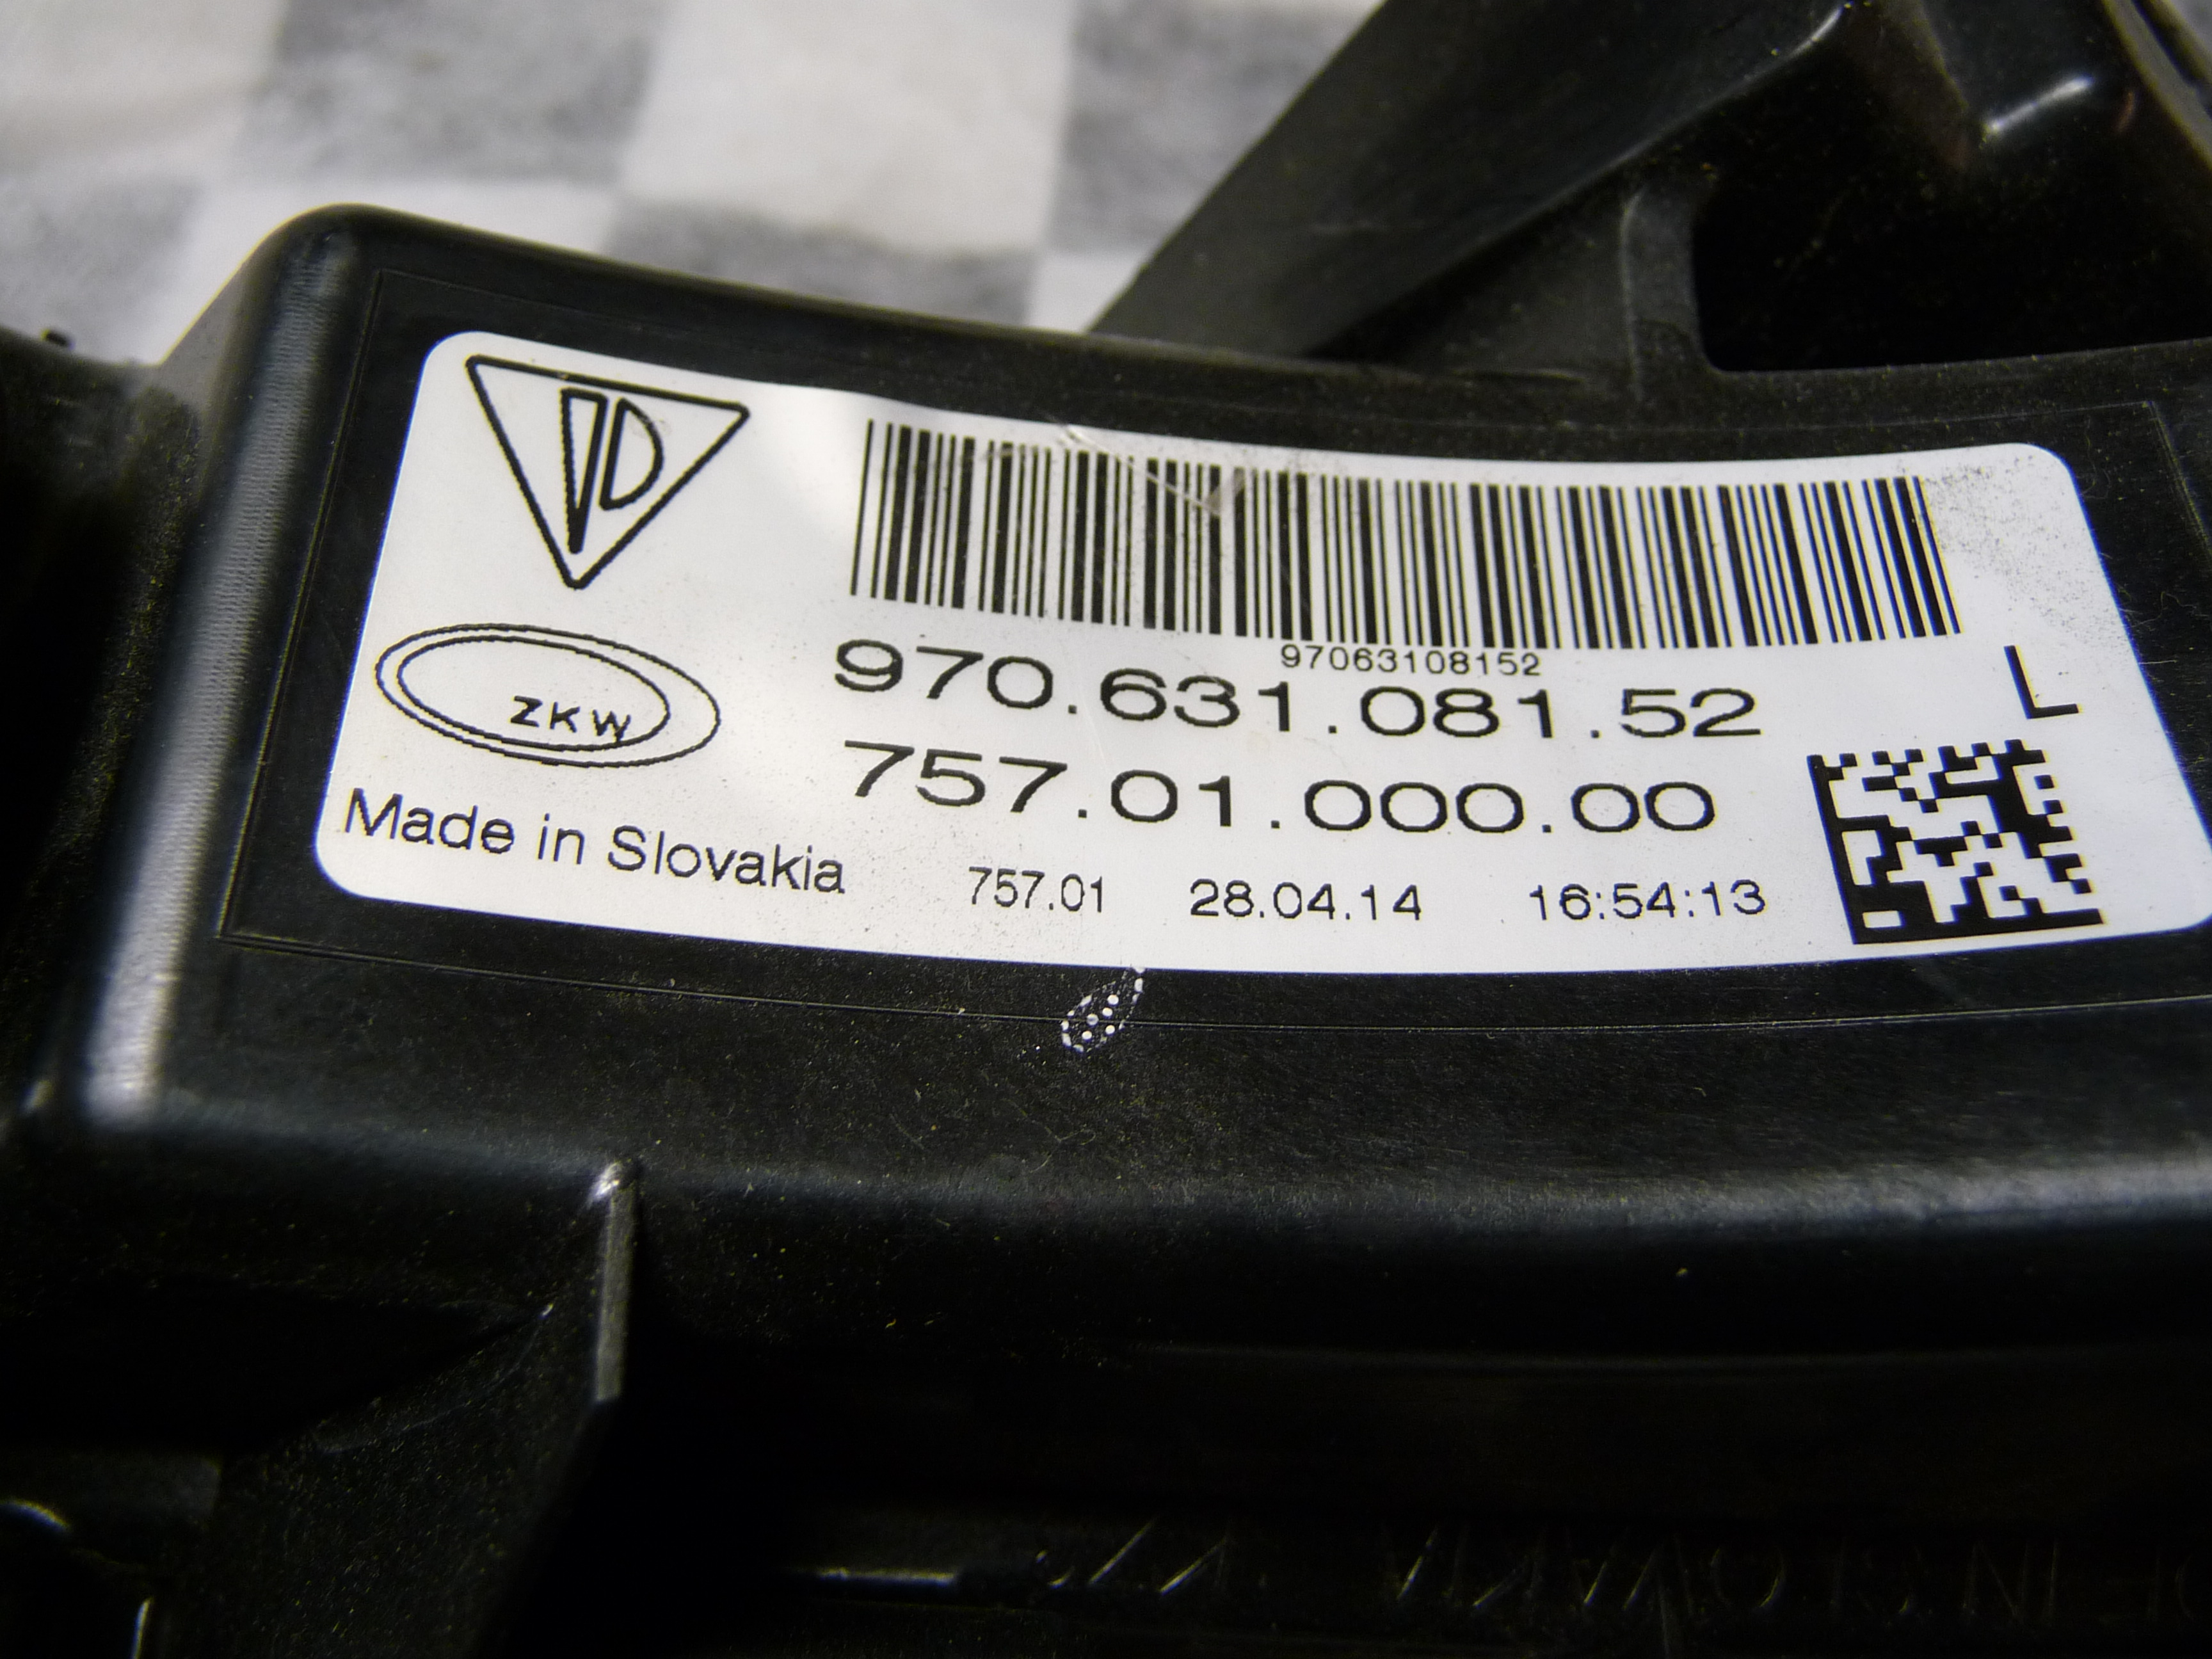 97063108152
970.631.081.52
L
ZKW
757.01.000.00
Made in Slovakia
757.01 28.04.14 16:54:13